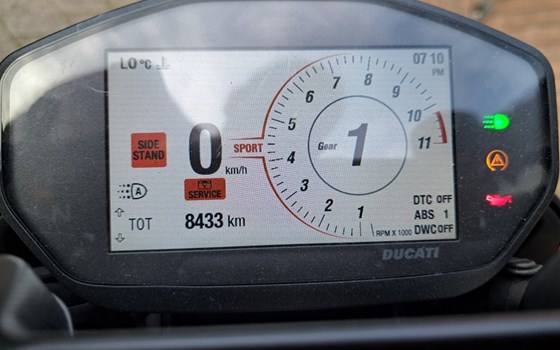 LO °C
07 10
PM
SIDE
STAND
0
km/h
SPORT
Gear 1
A
SERVICE
TOT 8433 km
1
2
3
4
5
6
7
8
9
10
11
RPM X 1000
DTC OFF
ABS 1
DWC OFF
DUCATI